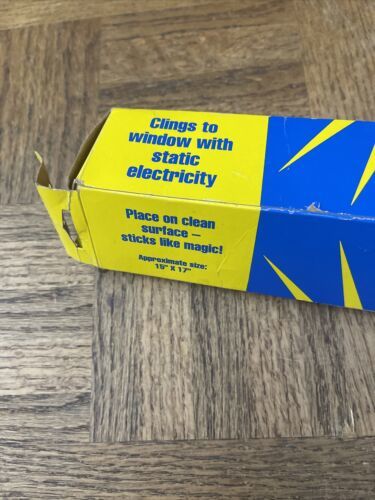 Clings to
window with
static
electricity
Place on clean
surface –
sticks like magic!
Approximate size:
15" X 17"